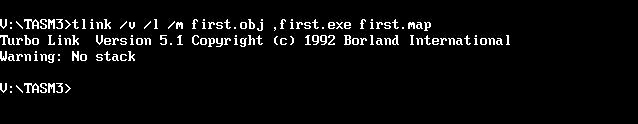 V:\TASM3>tlink /v /l /m first.obj ,first.exe first.map
Turbo Link  Version 5.1 Copyright (c) 1992 Borland International
Warning: No stack
V:\TASM3>